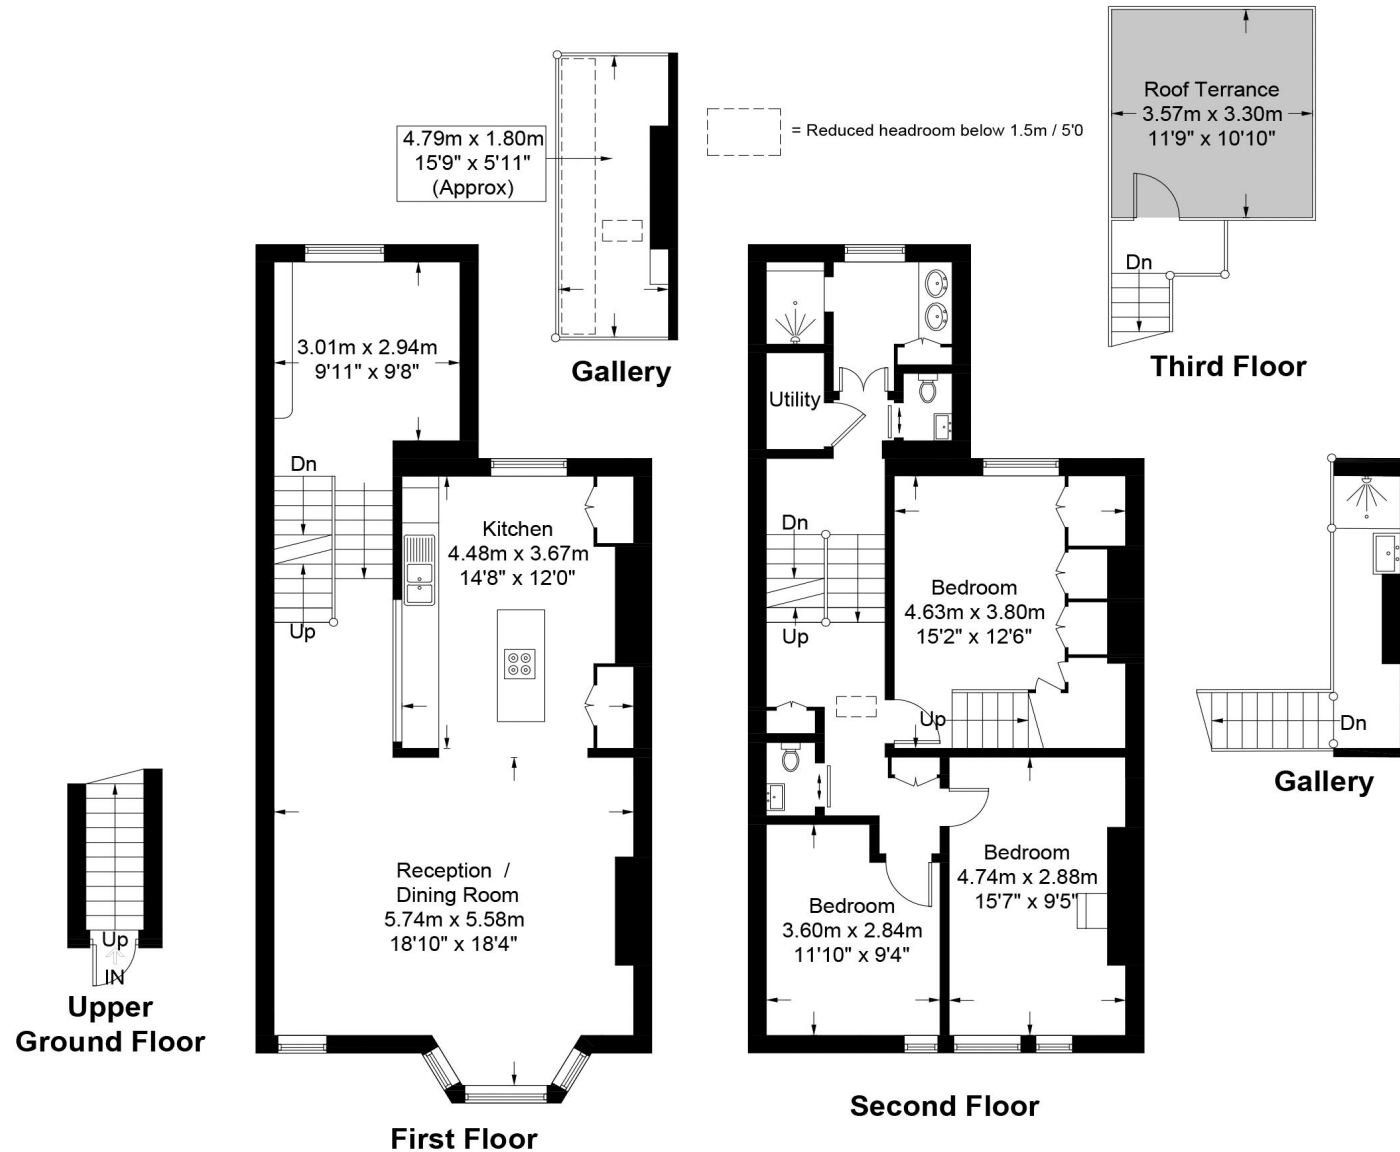 4.79m x 1.80m
15'9" x 5'11"
(Approx)
Gallery
= Reduced headroom below 1.5m / 5'0
Roof Terrance
3.57m x 3.30m
11'9" x 10'10"
Dn
Third Floor
3.01m x 2.94m
9'11" x 9'8"
Dn
Up
Kitchen
4.48m x 3.67m
14'8" x 12'0"
Reception /
Dining Room
5.74m x 5.58m
18'10" x 18'4"
First Floor
Up
IN
Upper
Ground Floor
Utility
Dn
Up
Bedroom
4.63m x 3.80m
15'2" x 12'6"
Up
Bedroom
4.74m x 2.88m
15'7" x 9'5"
Bedroom
3.60m x 2.84m
11'10" x 9'4"
Second Floor
Dn
Gallery